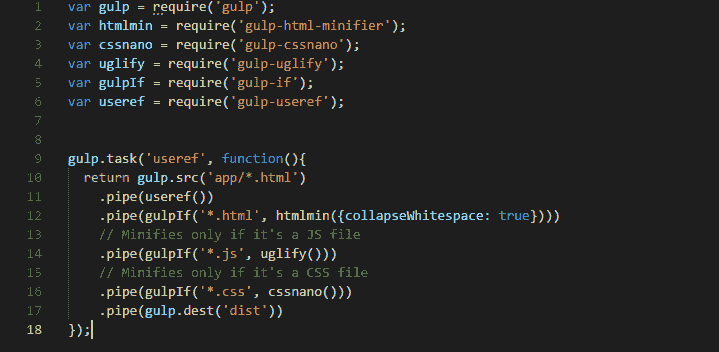 1 var gulp = require('gulp');
2 var htmlmin = require('gulp-html-minifier');
3 var cssnano = require('gulp-cssnano');
4 var uglify = require('gulp-uglify');
5 var gulpIf = require('gulp-if');
6 var useref = require('gulp-useref');
7
8
9 gulp.task('useref', function(){
10   return gulp.src('app/*.html')
11     .pipe(useref())
12     .pipe(gulpIf('*.html', htmlmin({collapseWhitespace: true})))
13     // Minifies only if it's a JS file
14     .pipe(gulpIf('*.js', uglify()))
15     // Minifies only if it's a CSS file
16     .pipe(gulpIf('*.css', cssnano()))
17     .pipe(gulp.dest('dist'))
18 });